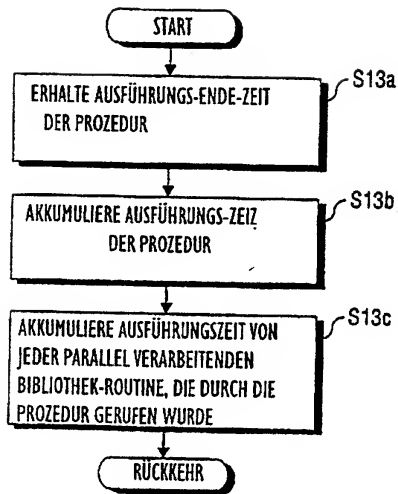 START
ERHALTE AUSFÜHRUNGS-ENDE-ZEIT
DER PROZEDUR
S13a
AKKUMULIERE AUSFÜHRUNGS-ZEIZ
DER PROZEDUR
S13b
AKKUMULIERE AUSFÜHRUNGSZEIT VON
JEDER PARALLEL VERARBEITENDEN
BIBLIOTHEK-ROUTINE, DIE DURCH DIE
PROZEDUR GERUFEN WURDE
S13c
RÜCKKEHR